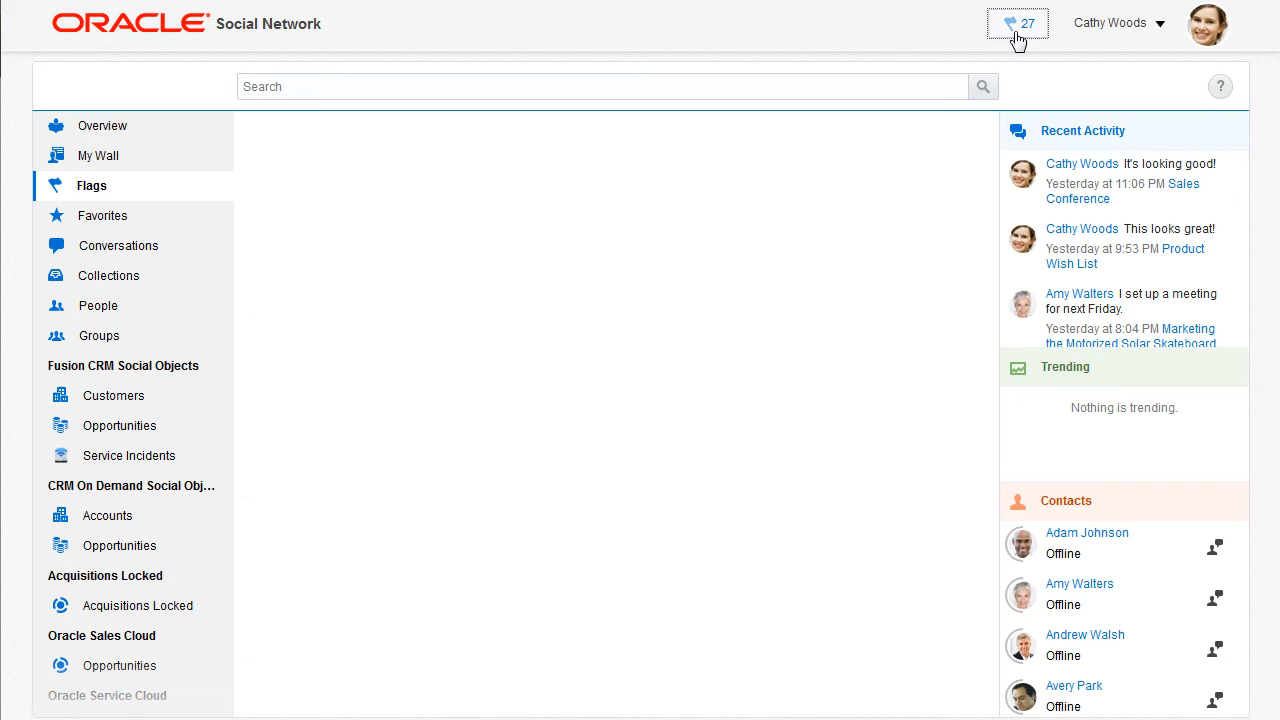 ORACLE Social Network
27
Cathy Woods
Search
?
Overview
My Wall
Flags
Favorites
Conversations
Collections
People
Groups
Fusion CRM Social Objects
Customers
Opportunities
Service Incidents
CRM On Demand Social Obj...
Accounts
Opportunities
Acquisitions Locked
Acquisitions Locked
Oracle Sales Cloud
Opportunities
Oracle Service Cloud
Recent Activity
Cathy Woods It's looking good!
Yesterday at 11:06 PM Sales
Conference
Cathy Woods This looks great!
Yesterday at 9:53 PM Product
Wish List
Amy Walters I set up a meeting
for next Friday.
Yesterday at 8:04 PM Marketing
the Motorized Solar Skateboard
Trending
Nothing is trending.
Contacts
Adam Johnson
Offline
Amy Walters
Offline
Andrew Walsh
Offline
Avery Park
Offline